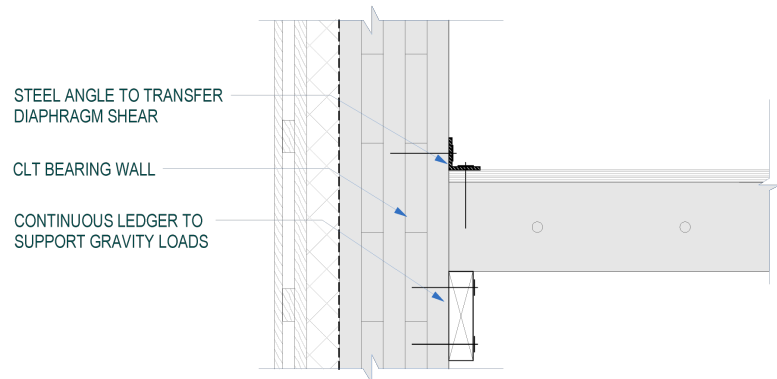 STEEL ANGLE TO TRANSFER
DIAPHRAGM SHEAR
CLT BEARING WALL
CONTINUOUS LEDGER TO
SUPPORT GRAVITY LOADS